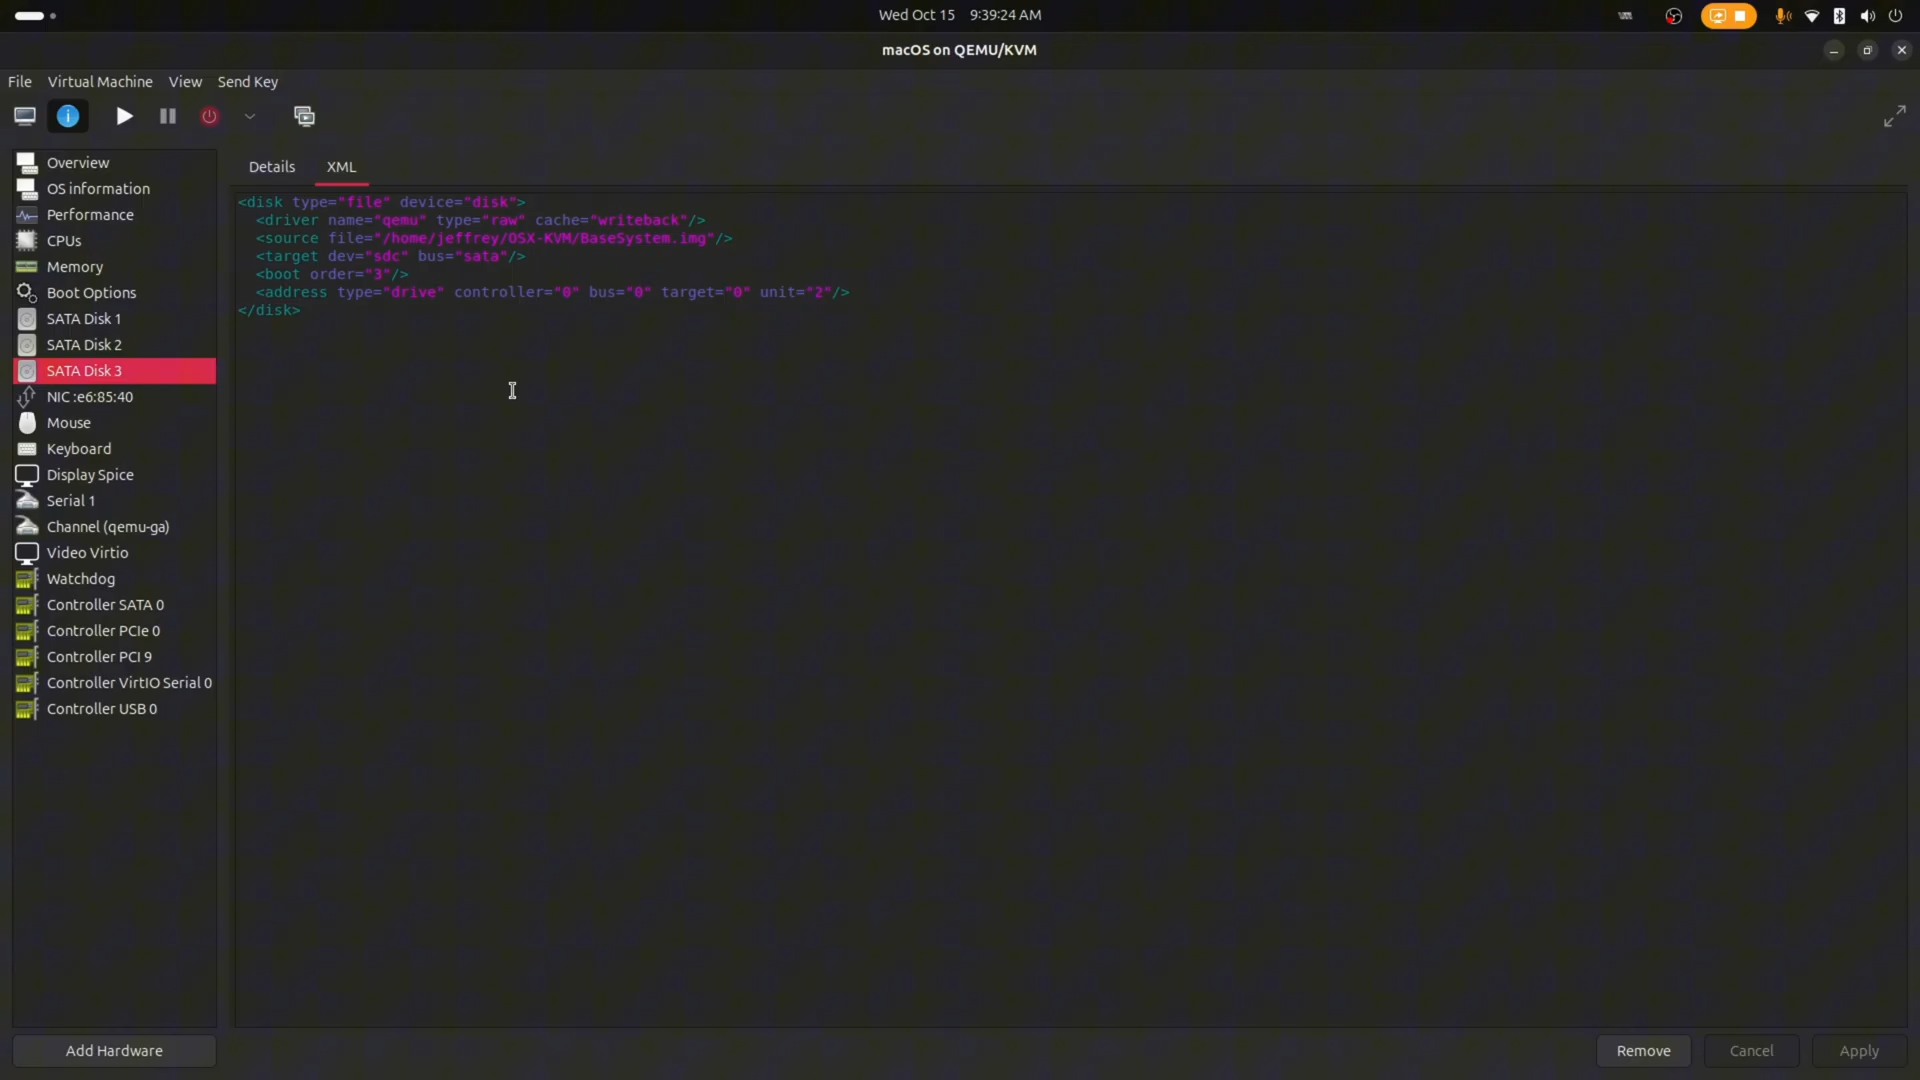 Wed Oct 15 9:39:24 AM
macOS on QEMU/KVM
File Virtual Machine View Send Key
Overview
OS information
Performance
CPUs
Memory
Boot Options
SATA Disk 1
SATA Disk 2
SATA Disk 3
NIC :e6:85:40
Mouse
Keyboard
Display Spice
Serial 1
Channel (qemu-ga)
Video Virtio
Watchdog
Controller SATA 0
Controller PCIe 0
Controller PCI 9
Controller VirtIO Serial 0
Controller USB 0
Add Hardware
Details XML
<disk type="file" device="disk">
  <driver name="qemu" type="raw" cache="writeback"/>
  <source file="/home/jeffrey/OSX-KVM/BaseSystem.img"/>
  <target dev="sdc" bus="sata"/>
  <boot order="3"/>
  <address type="drive" controller="0" bus="0" target="0" unit="2"/>
</disk>
Remove Cancel Apply